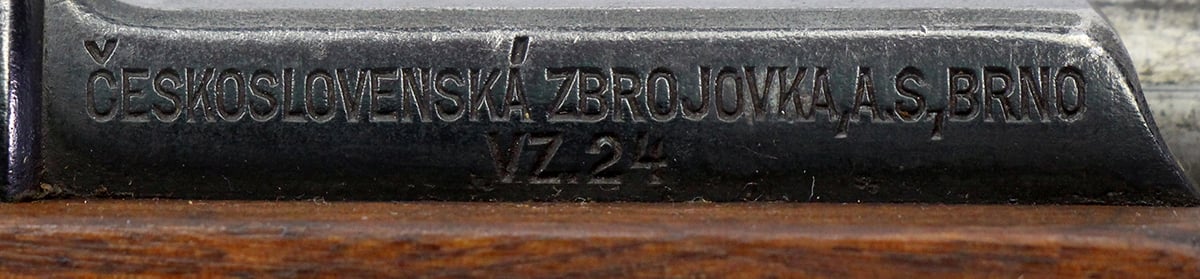 ČESKOSLOVENSKÁ ZBROJOVKA, A.S., BRNO
VZ.24